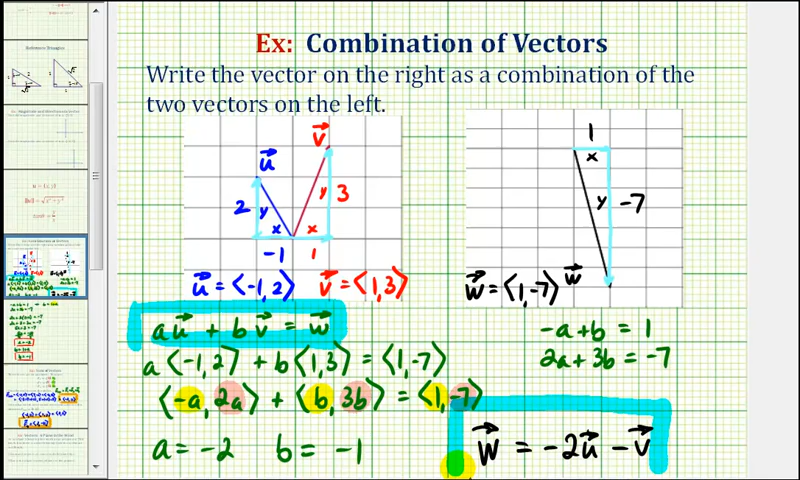 Ex: Combination of Vectors
Write the vector on the right as a combination of the
two vectors on the left.
u⃗
v⃗
2 y
y 3
x x
-1 1
u⃗ = ⟨-1, 2⟩ v⃗ = ⟨1, 3⟩
1
x
y -7
w⃗ = ⟨1, -7⟩ w⃗
a u⃗ + b v⃗ = w⃗
a ⟨-1, 2⟩ + b ⟨1, 3⟩ = ⟨1, -7⟩
⟨-a, 2a⟩ + ⟨b, 3b⟩ = ⟨1, -7⟩
a = -2 b = -1
-a + b = 1
2a + 3b = -7
w⃗ = -2u⃗ - v⃗